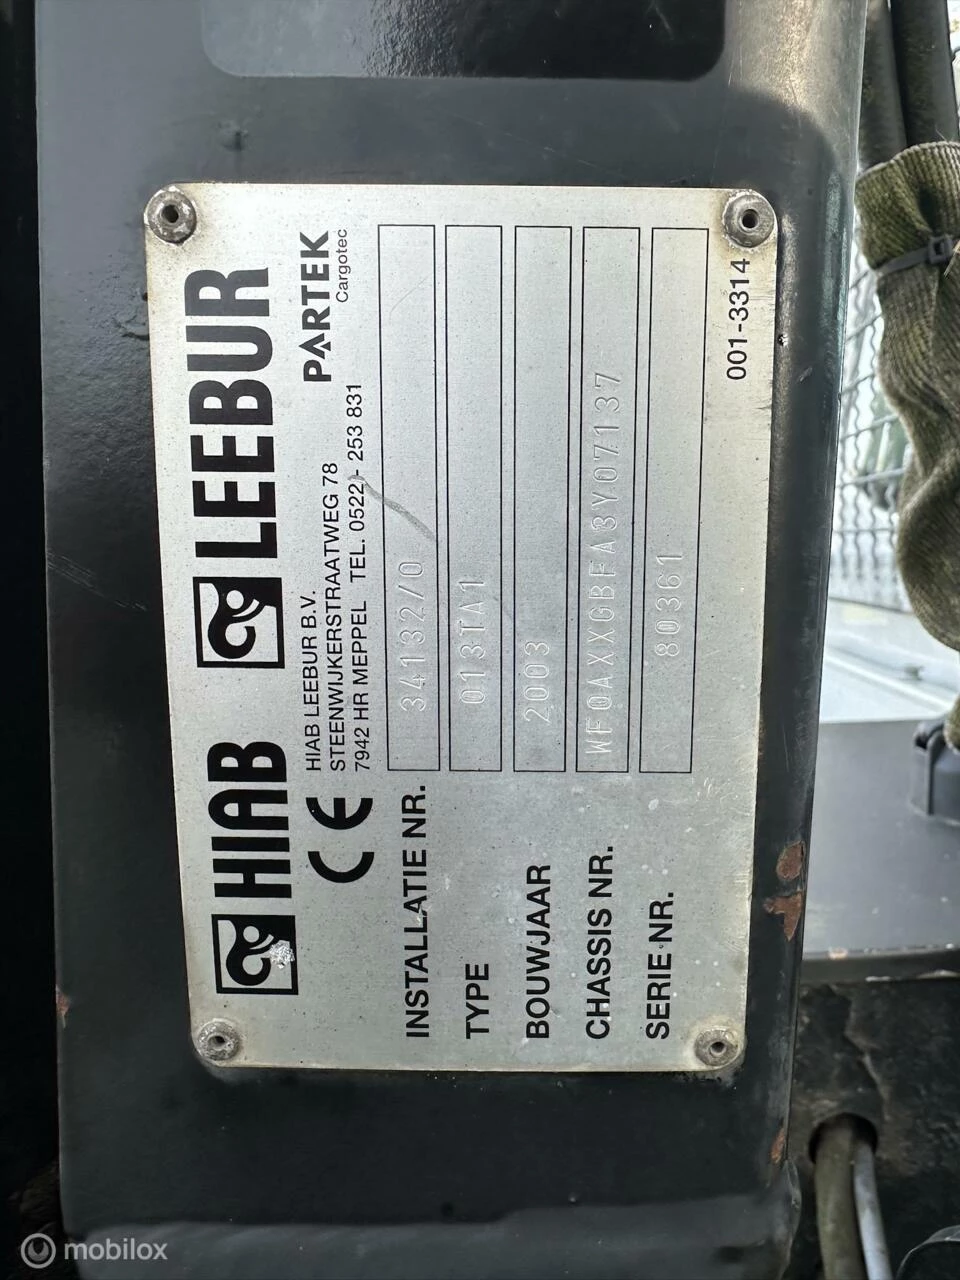 HIAB LEEBUR
HIAB LEEBUR B.V.
STEENWIJKERSTRAATWEG 78
7942 HR MEPPEL TEL. 0522 - 253 831
PARTEK
Cargotec
CE
INSTALLATIE NR. 34132/0
TYPE 013TA1
BOUWJAAR 2003
CHASSIS NR. WF0AXXGBFA3Y07137
SERIE NR. 80361
001-3314
mobilox